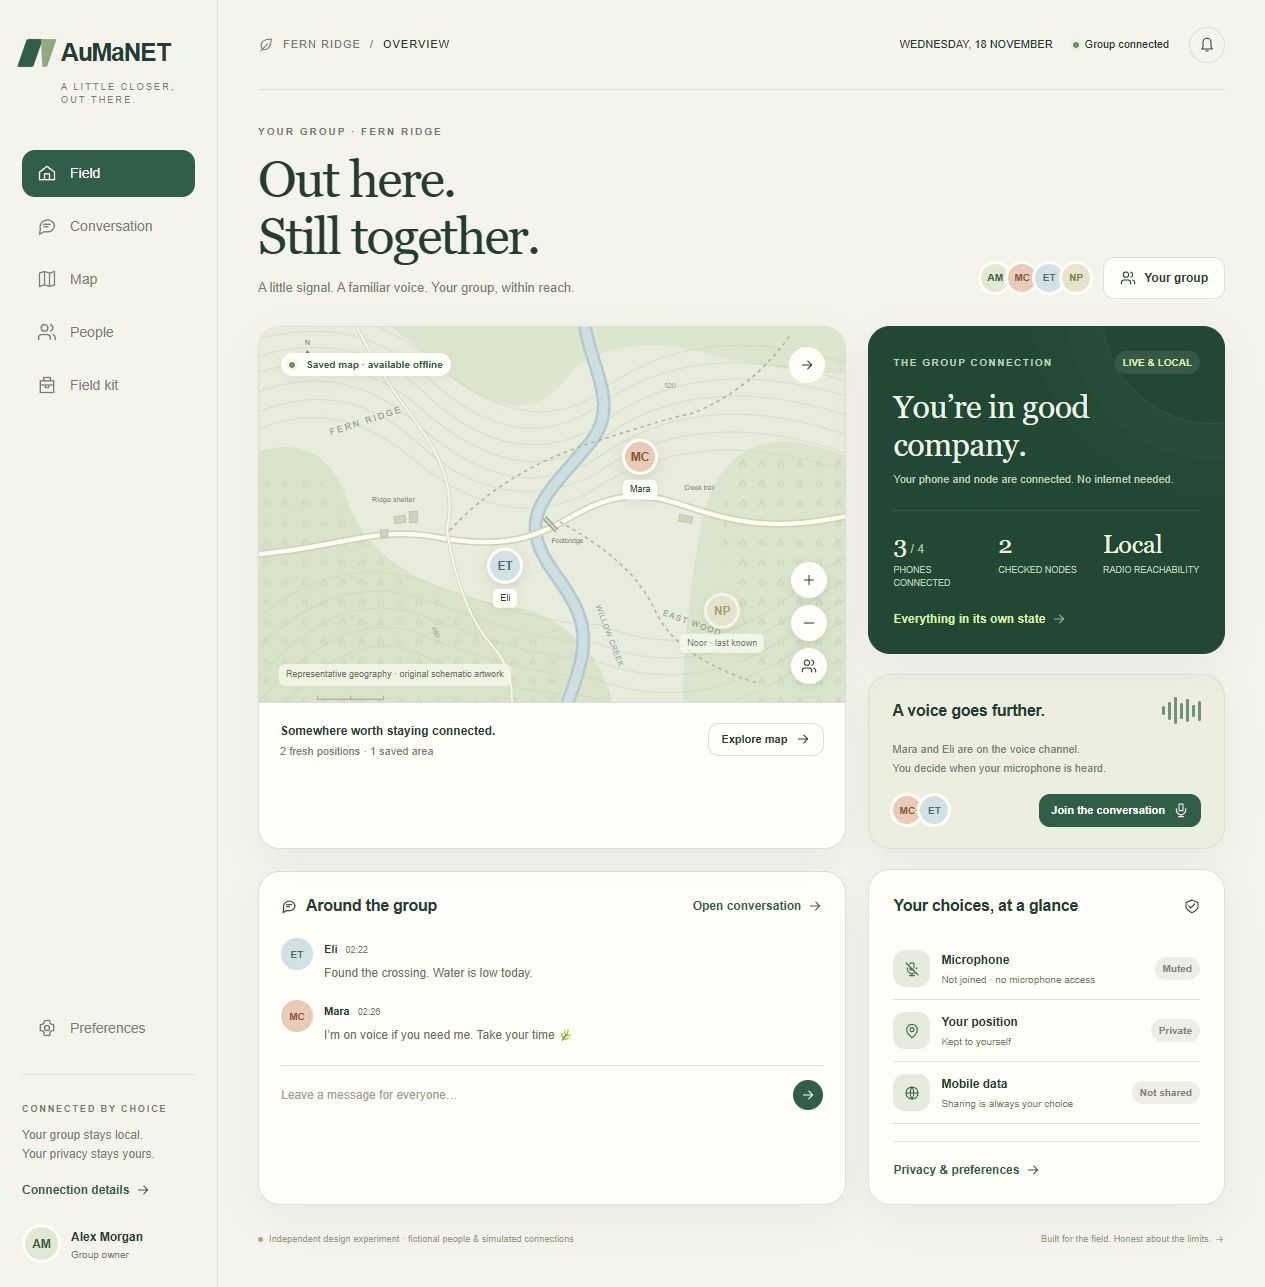 AuMaNET
A LITTLE CLOSER,
OUT THERE.
Field
Conversation
Map
People
Field kit
Preferences
CONNECTED BY CHOICE
Your group stays local.
Your privacy stays yours.
Connection details
AM
Alex Morgan
Group owner
FERN RIDGE / OVERVIEW
WEDNESDAY, 18 NOVEMBER
Group connected
YOUR GROUP · FERN RIDGE
Out here.
Still together.
A little signal. A familiar voice. Your group, within reach.
AM MC ET NP
Your group
N
Saved map · available offline
520
FERN RIDGE
MC
Mara
Creek trail
Ridge shelter
Footbridge
ET
Eli
NP
EAST WOOD
Noor · last known
WILLOW CREEK
480
Representative geography · original schematic artwork
Somewhere worth staying connected.
2 fresh positions · 1 saved area
Explore map
THE GROUP CONNECTION
LIVE & LOCAL
You’re in good
company.
Your phone and node are connected. No internet needed.
3 / 4
PHONES
CONNECTED
2
CHECKED NODES
Local
RADIO REACHABILITY
Everything in its own state
A voice goes further.
Mara and Eli are on the voice channel.
You decide when your microphone is heard.
MC ET
Join the conversation
Around the group
Open conversation
ET
Eli 02:22
Found the crossing. Water is low today.
MC
Mara 02:26
I’m on voice if you need me. Take your time 🌿
Leave a message for everyone…
Your choices, at a glance
Microphone
Not joined · no microphone access
Muted
Your position
Kept to yourself
Private
Mobile data
Sharing is always your choice
Not shared
Privacy & preferences
Independent design experiment · fictional people & simulated connections
Built for the field. Honest about the limits.